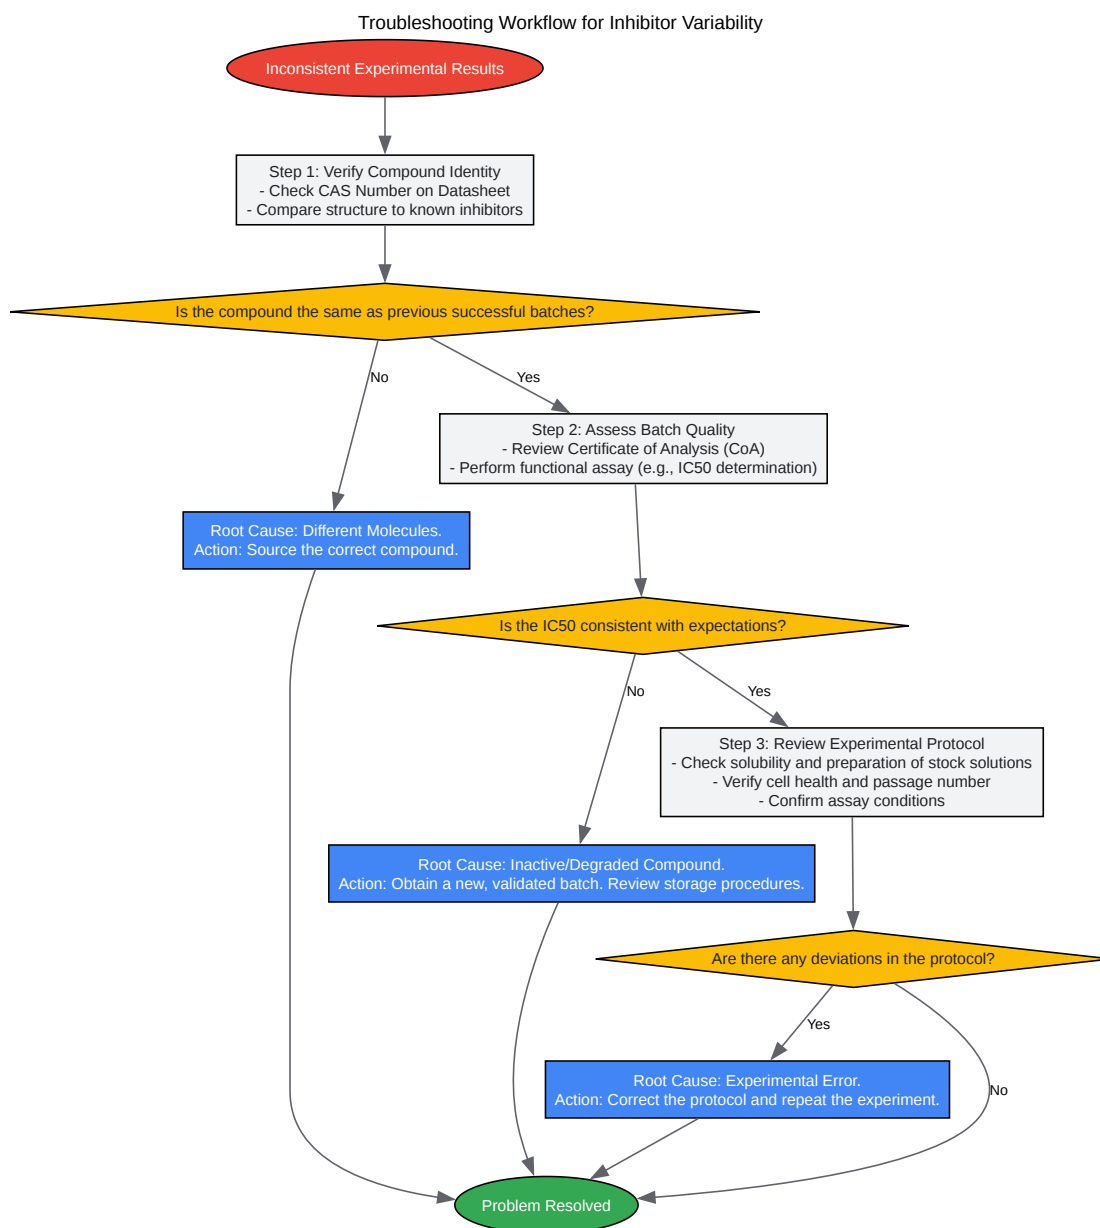 Troubleshooting Workflow for Inhibitor Variability
Inconsistent Experimental Results
Step 1: Verify Compound Identity
- Check CAS Number on Datasheet
- Compare structure to known inhibitors
Is the compound the same as previous successful batches?
No
Yes
Step 2: Assess Batch Quality
- Review Certificate of Analysis (CoA)
- Perform functional assay (e.g., IC50 determination)
Root Cause: Different Molecules.
Action: Source the correct compound.
Is the IC50 consistent with expectations?
No
Yes
Step 3: Review Experimental Protocol
- Check solubility and preparation of stock solutions
- Verify cell health and passage number
- Confirm assay conditions
Root Cause: Inactive/Degraded Compound.
Action: Obtain a new, validated batch. Review storage procedures.
Are there any deviations in the protocol?
Yes
No
Root Cause: Experimental Error.
Action: Correct the protocol and repeat the experiment.
Problem Resolved